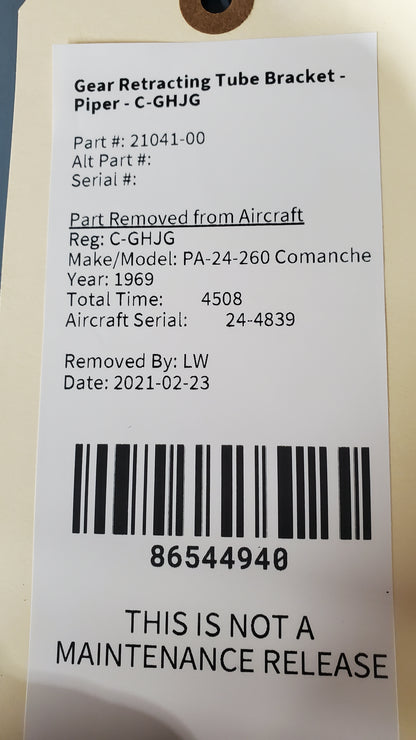 Gear Retracting Tube Bracket -
Piper - C-GHJG
Part #: 21041-00
Alt Part #:
Serial #:
Part Removed from Aircraft
Reg: C-GHJG
Make/Model: PA-24-260 Comanche
Year: 1969
Total Time: 4508
Aircraft Serial: 24-4839
Removed By: LW
Date: 2021-02-23
86544940
THIS IS NOT A
MAINTENANCE RELEASE